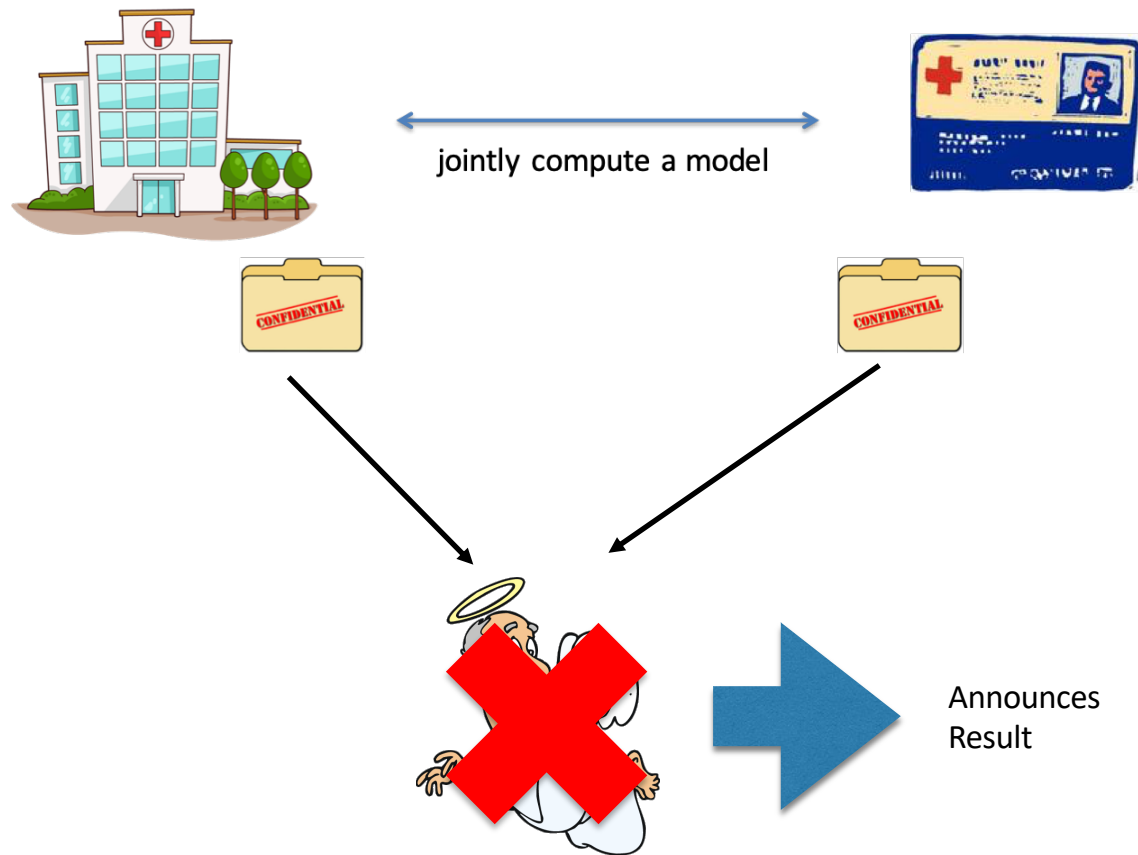 jointly compute a model
CONFIDENTIAL
CONFIDENTIAL
Announces
Result